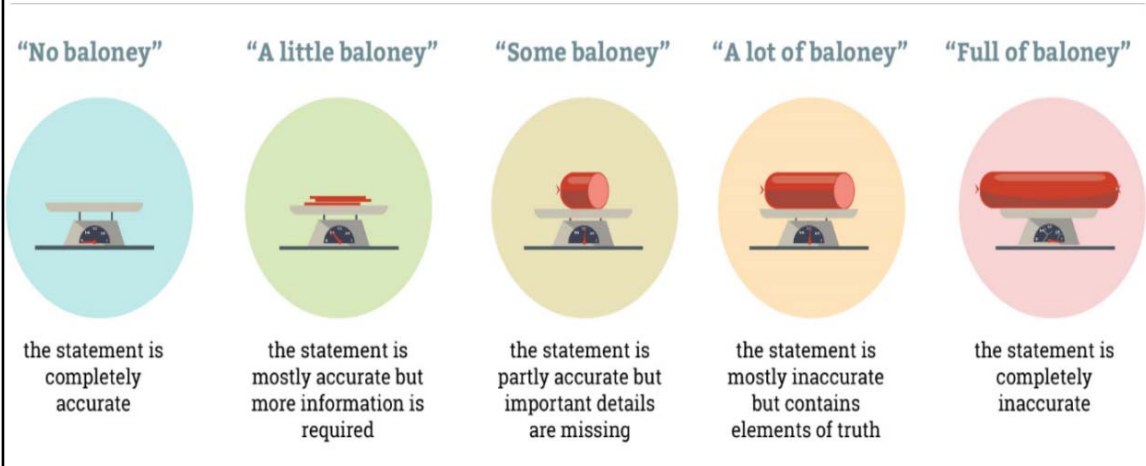 “No baloney”
“A little baloney”
“Some baloney”
“A lot of baloney”
“Full of baloney”
the statement is
completely
accurate
the statement is
mostly accurate but
more information is
required
the statement is
partly accurate but
important details
are missing
the statement is
mostly inaccurate
but contains
elements of truth
the statement is
completely
inaccurate